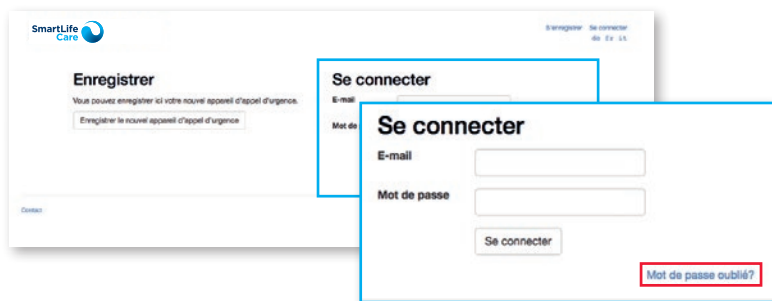 SmartLife
Care
S'enregistrer Se connecter
de fr it
Enregistrer
Vous pouvez enregistrer ici votre nouvel appareil d'appel d'urgence.
Enregistrer le nouvel appareil d'appel d'urgence
Se connecter
E-mail
Mot de
Contact
Se connecter
E-mail
Mot de passe
Se connecter
Mot de passe oublié?